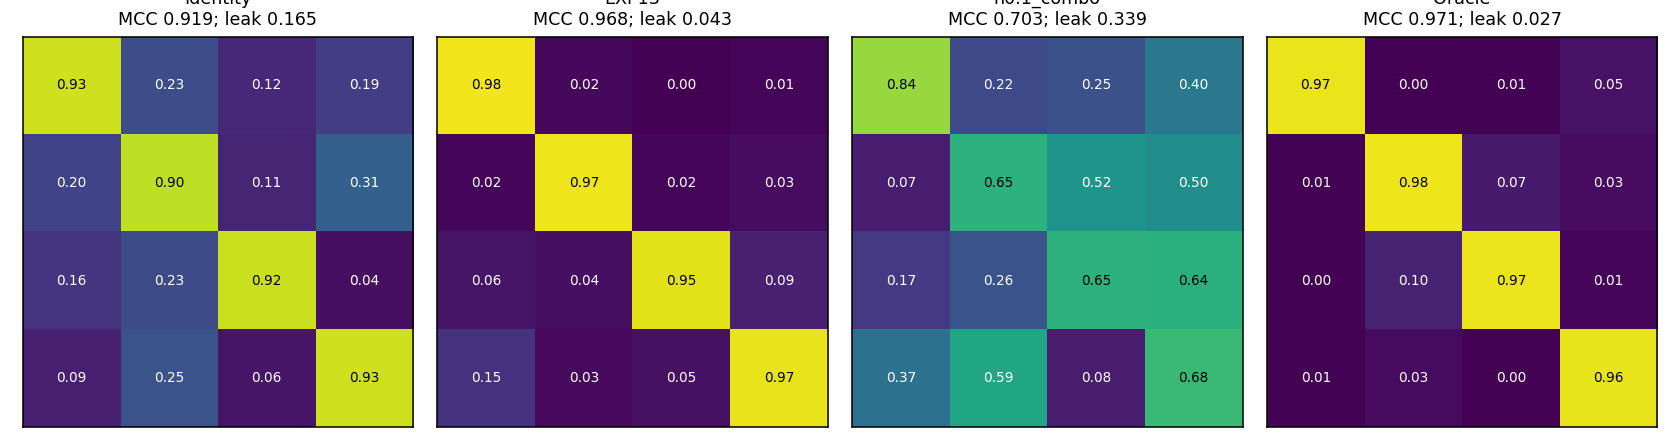 Identity
MCC 0.919; leak 0.165
0.93 0.23 0.12 0.19
0.20 0.90 0.11 0.31
0.16 0.23 0.92 0.04
0.09 0.25 0.06 0.93
MCC 0.968; leak 0.043
0.98 0.02 0.00 0.01
0.02 0.97 0.02 0.03
0.06 0.04 0.95 0.09
0.15 0.03 0.05 0.97
MCC 0.703; leak 0.339
0.84 0.22 0.25 0.40
0.07 0.65 0.52 0.50
0.17 0.26 0.65 0.64
0.37 0.59 0.08 0.68
Oracle
MCC 0.971; leak 0.027
0.97 0.00 0.01 0.05
0.01 0.98 0.07 0.03
0.00 0.10 0.97 0.01
0.01 0.03 0.00 0.96